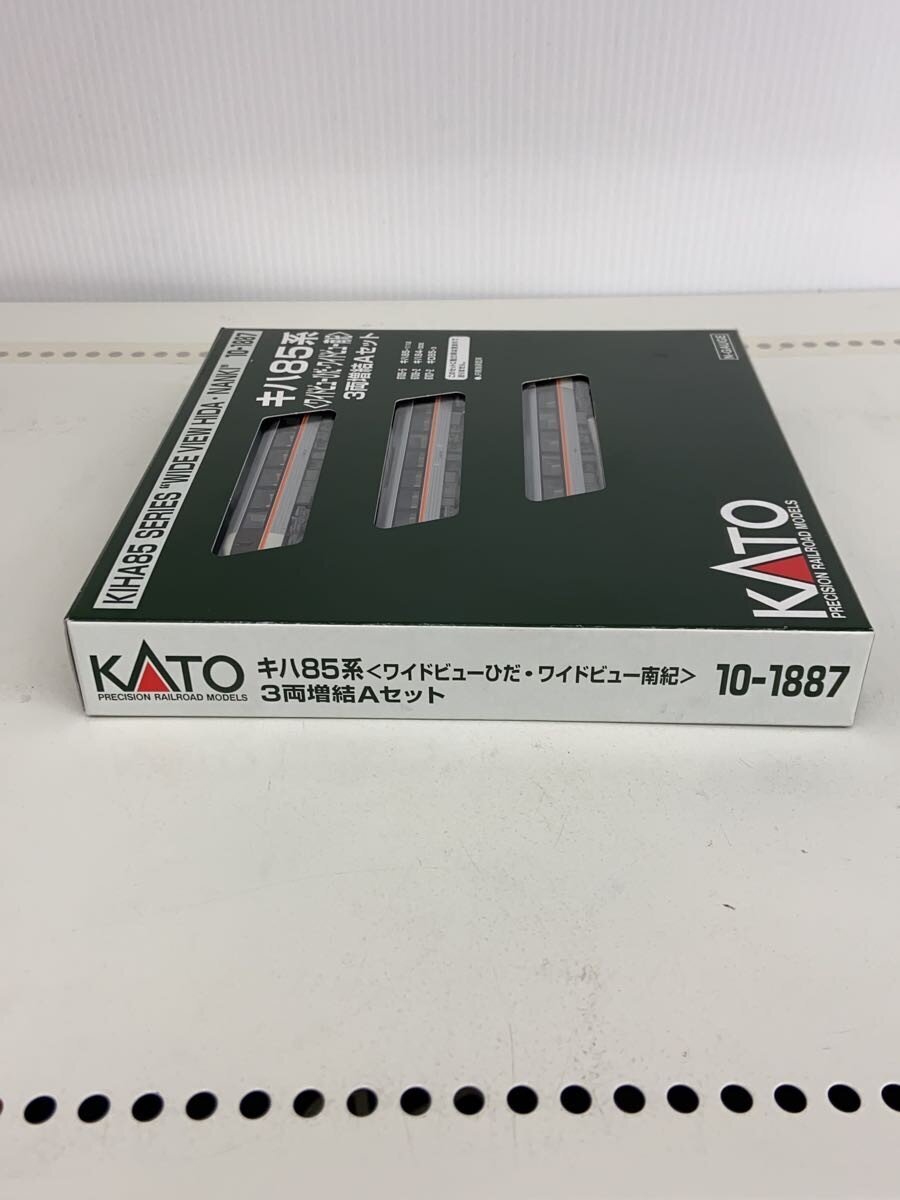 KIHA85 SERIES "WIDE VIEW HIDA・NANKI" 10-1887
キハ85系
<ワイドビューひだ・ワイドビュー南紀>
3両増結Aセット
N-GAUGE
KATO
PRECISION RAILROAD MODELS
KATO
PRECISION RAILROAD MODELS
キハ85系<ワイドビューひだ・ワイドビュー南紀>
3両増結Aセット
10-1887